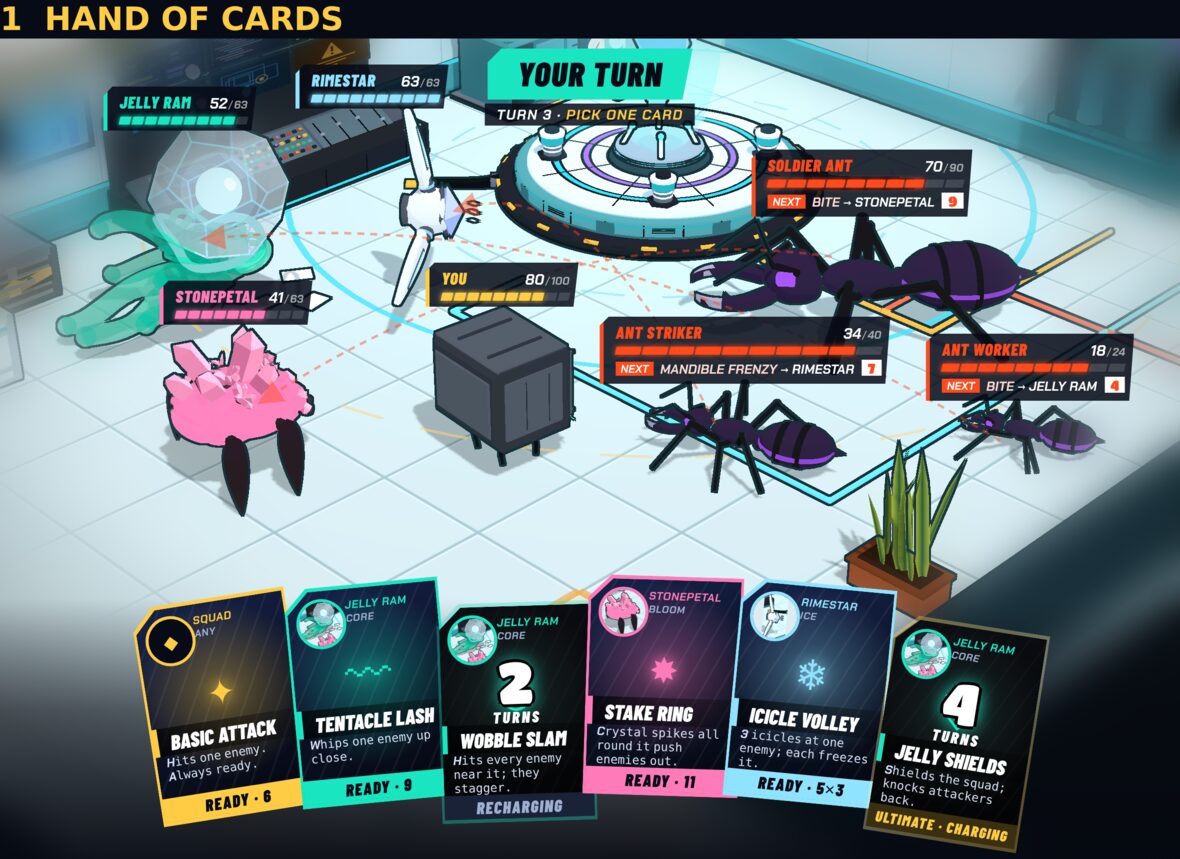 1 HAND OF CARDS
YOUR TURN
TURN 3 · PICK ONE CARD
RIMESTAR 63/63
JELLY RAM 52/63
SOLDIER ANT 70/90
NEXT BITE → STONEPETAL 9
YOU 80/100
STONEPETAL 41/63
ANT STRIKER 34/40
NEXT MANDIBLE FRENZY → RIMESTAR 7
ANT WORKER 18/24
NEXT BITE → JELLY RAM 4
SQUAD
ANY
BASIC ATTACK
Hits one enemy.
Always ready.
READY · 6
JELLY RAM
CORE
TENTACLE LASH
Whips one enemy up
close.
READY · 9
JELLY RAM
CORE
2
TURNS
WOBBLE SLAM
Hits every enemy
near it; they
stagger.
RECHARGING
STONEPETAL
BLOOM
STAKE RING
Crystal spikes all
round it push
enemies out.
READY · 11
RIMESTAR
ICE
ICICLE VOLLEY
3 icicles at one
enemy; each freezes
it.
READY · 5×3
JELLY RAM
CORE
4
TURNS
JELLY SHIELDS
Shields the squad;
knocks attackers
back.
ULTIMATE · CHARGING